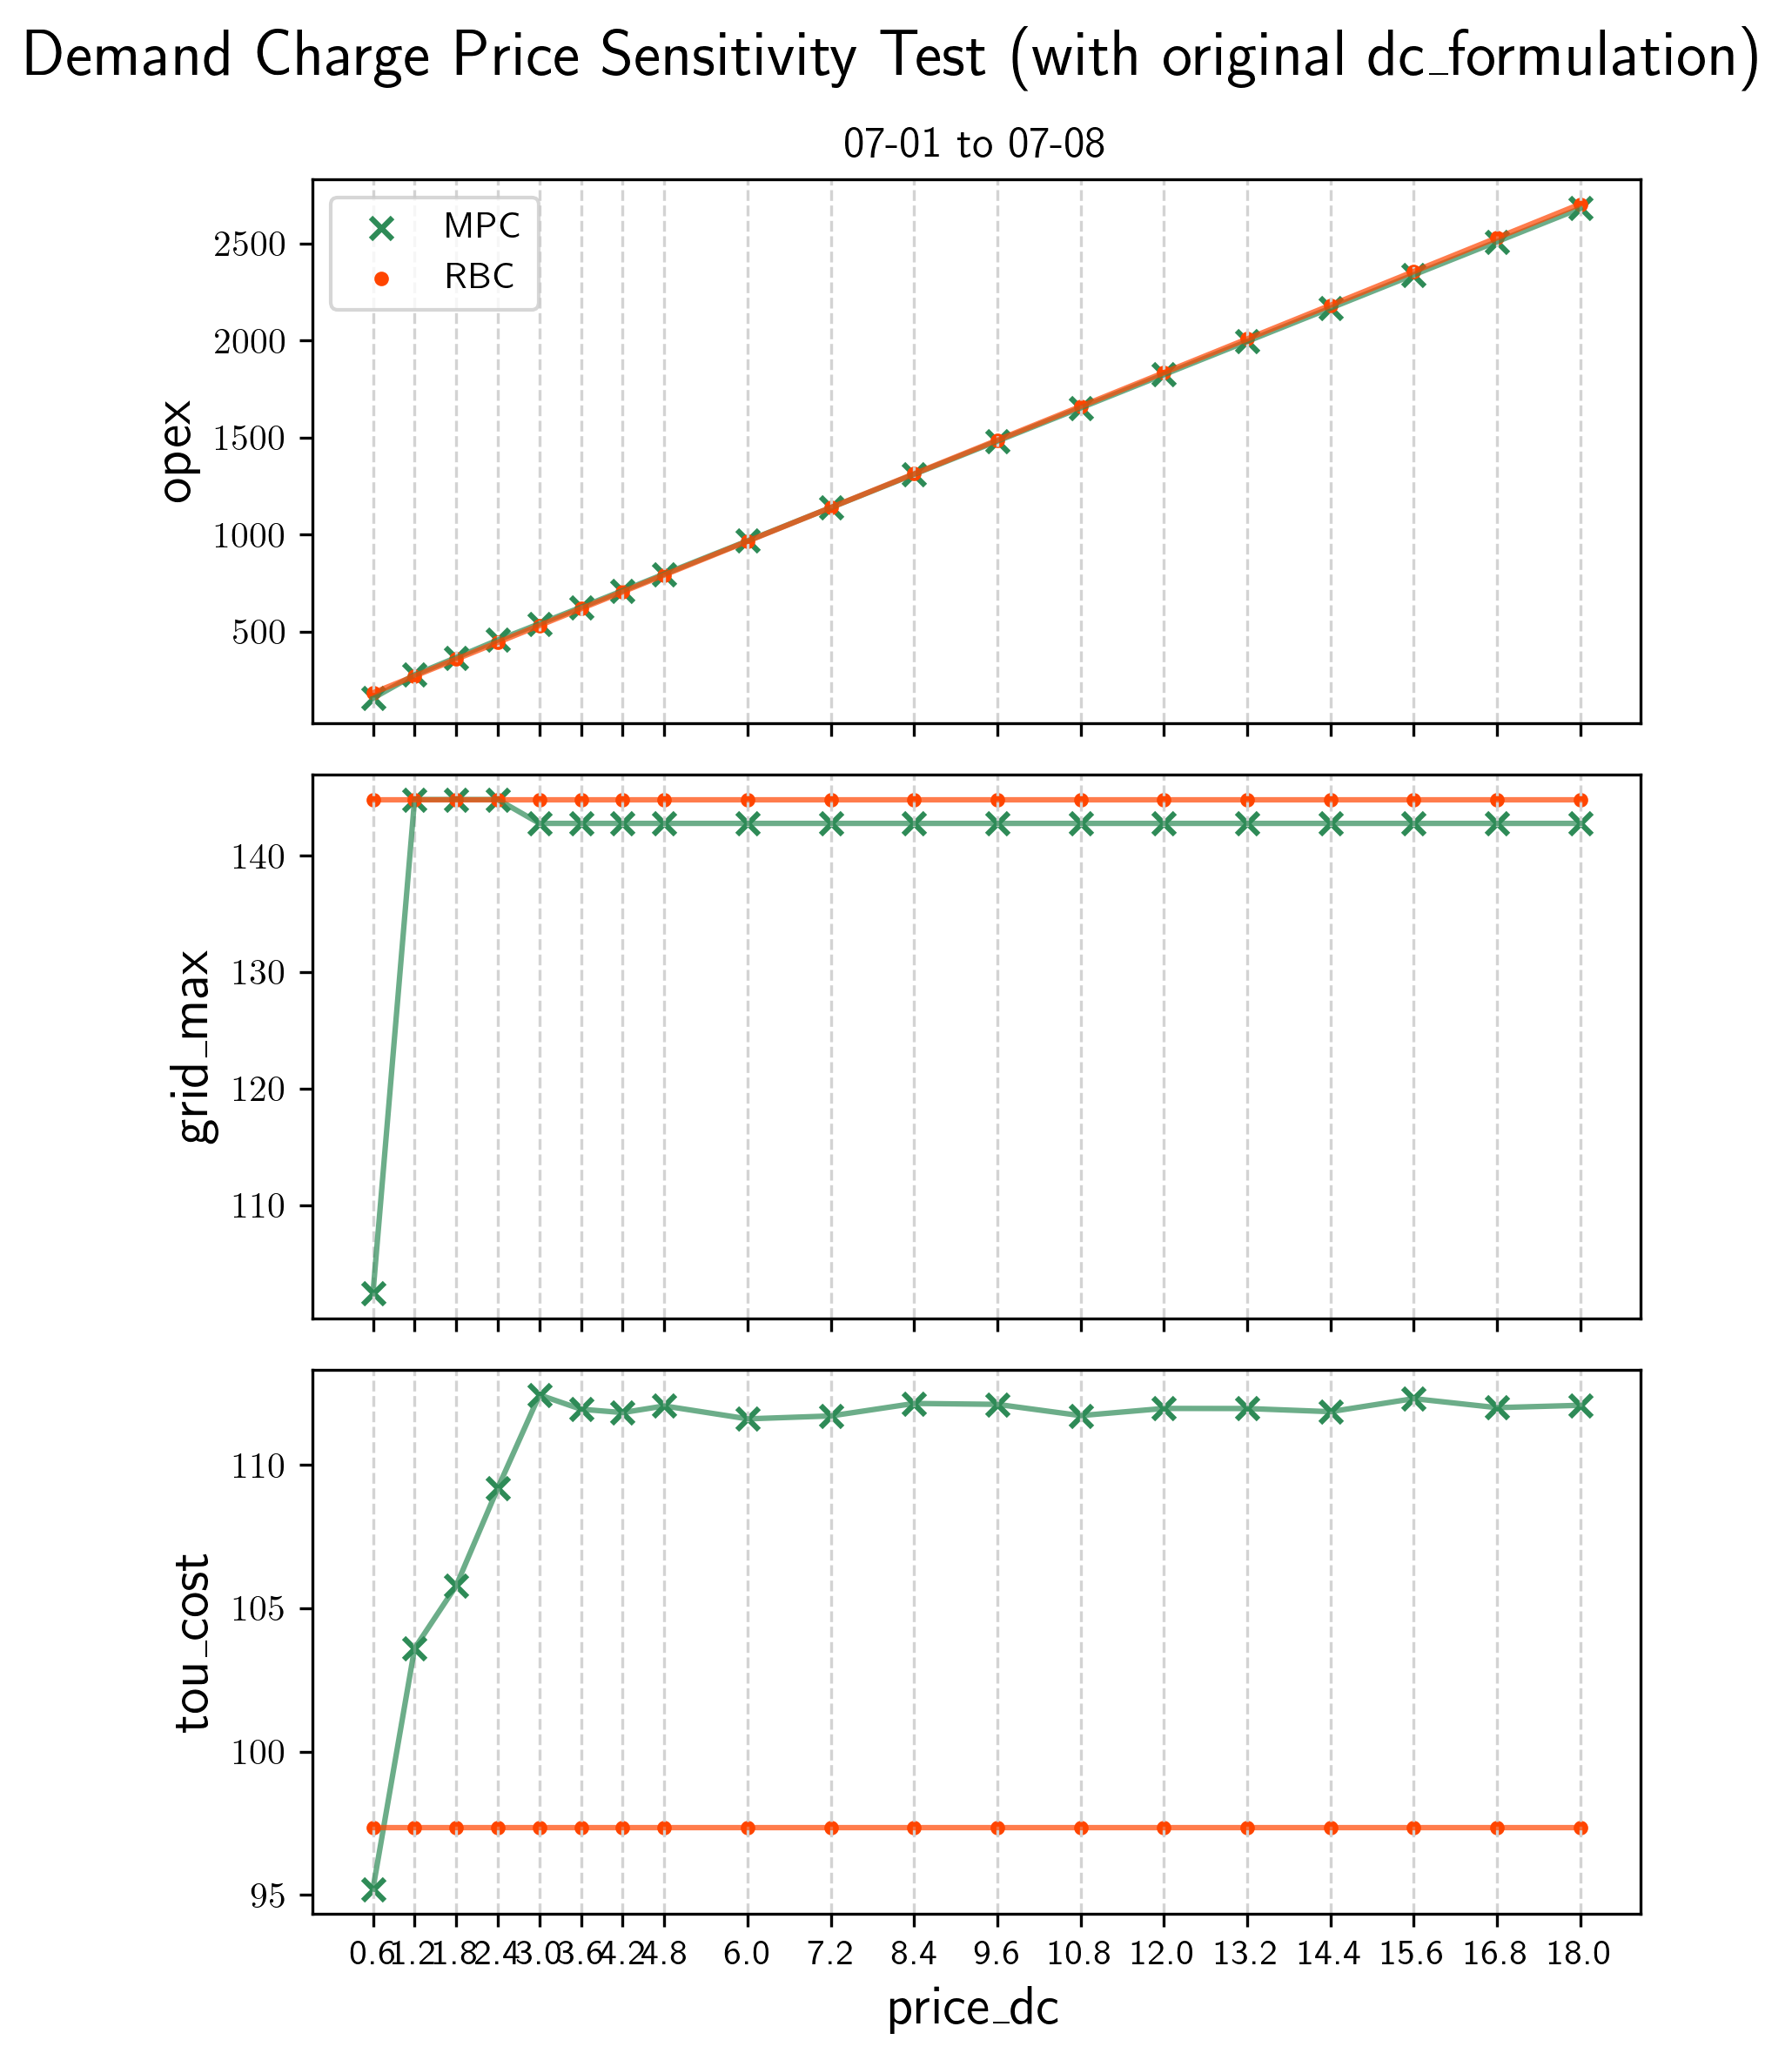 Demand Charge Price Sensitivity Test (with original dc_formulation)
07-01 to 07-08
MPC
RBC
2500
2000
1500
1000
500
opex
140
130
120
110
grid_max
110
105
100
95
tou_cost
0.6 1.2 1.8 2.4 3.0 3.6 4.2 4.8 6.0 7.2 8.4 9.6 10.8 12.0 13.2 14.4 15.6 16.8 18.0
price_dc